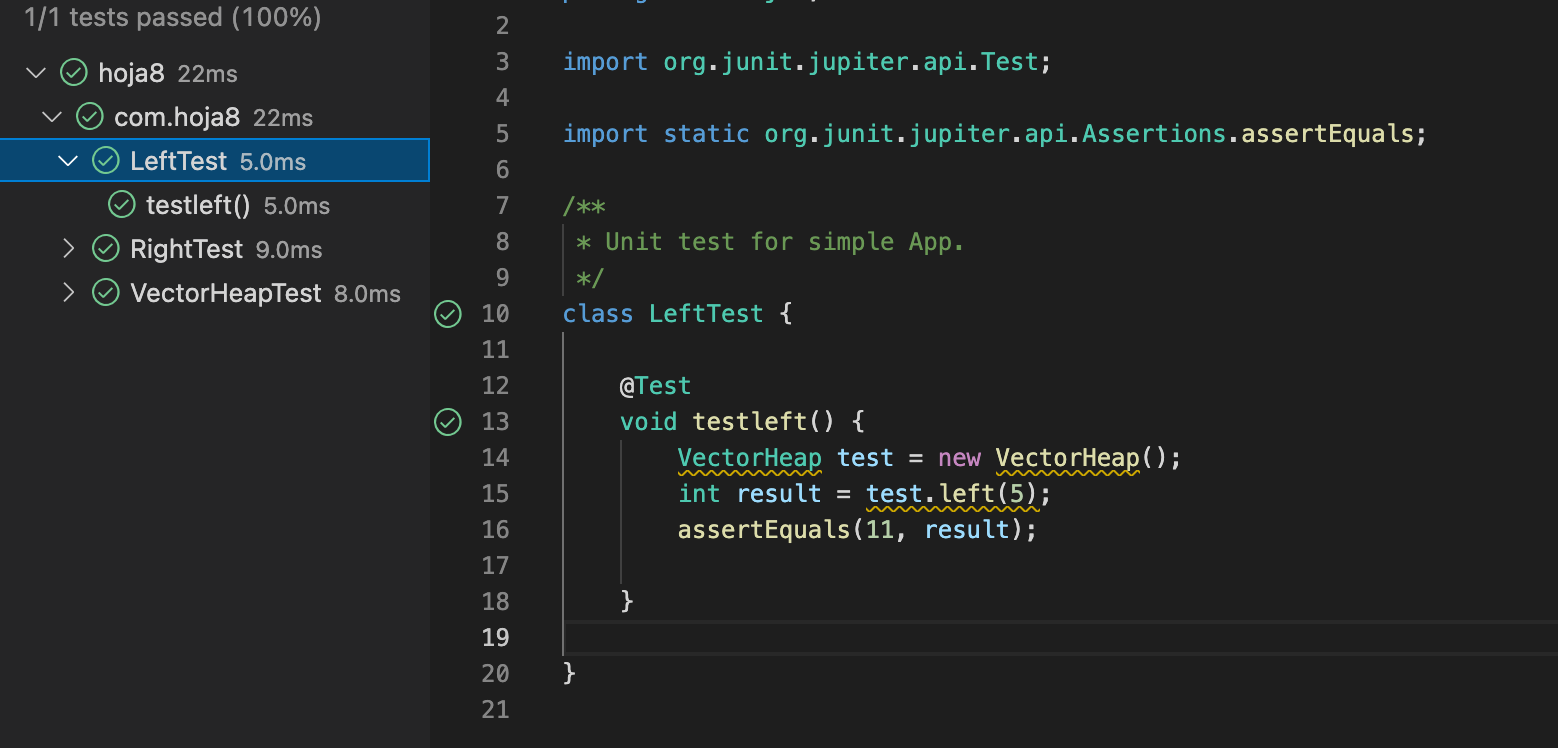 1/1 tests passed (100%)
hoja8 22ms
com.hoja8 22ms
LeftTest 5.0ms
testleft() 5.0ms
RightTest 9.0ms
VectorHeapTest 8.0ms
2
3 import org.junit.jupiter.api.Test;
4
5 import static org.junit.jupiter.api.Assertions.assertEquals;
6
7 /**
8 * Unit test for simple App.
9 */
10 class LeftTest {
11
12 @Test
13 void testleft() {
14 VectorHeap test = new VectorHeap();
15 int result = test.left(5);
16 assertEquals(11, result);
17
18 }
19
20 }
21